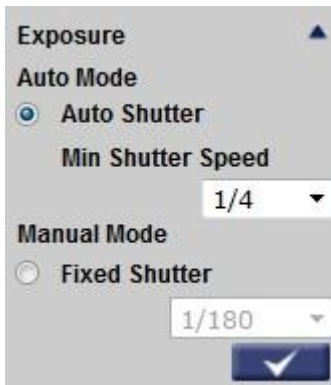 Exposure
Auto Mode
Auto Shutter
Min Shutter Speed
1/4
Manual Mode
Fixed Shutter
1/180